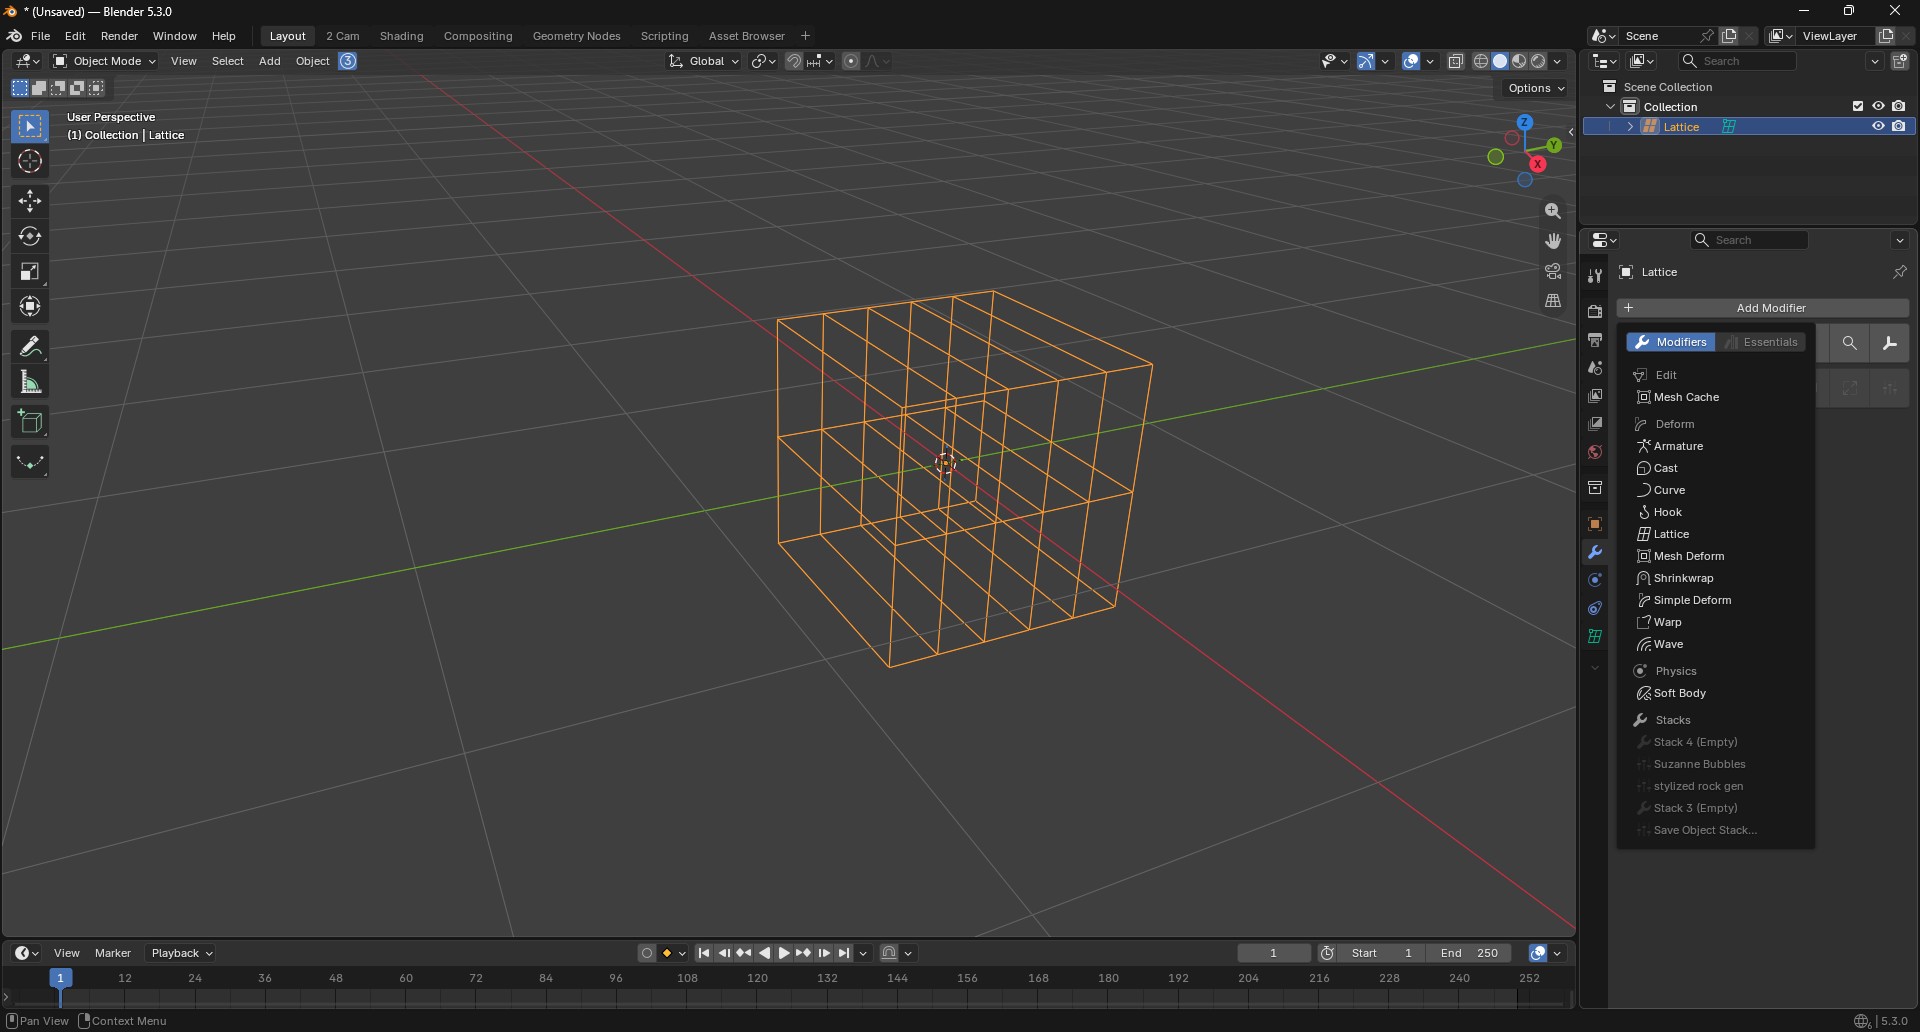 * (Unsaved) — Blender 5.3.0
File Edit Render Window Help Layout 2 Cam Shading Compositing Geometry Nodes Scripting Asset Browser + Scene ViewLayer
Object Mode View Select Add Object 3 Global Search
Options
User Perspective
(1) Collection | Lattice
Z
Y
X
Scene Collection
Collection
Lattice
Search
Lattice
+ Add Modifier
Modifiers Essentials
Edit
Mesh Cache
Deform
Armature
Cast
Curve
Hook
Lattice
Mesh Deform
Shrinkwrap
Simple Deform
Warp
Wave
Physics
Soft Body
Stacks
Stack 4 (Empty)
Suzanne Bubbles
stylized rock gen
Stack 3 (Empty)
Save Object Stack...
View Marker Playback 1 Start 1 End 250
1 12 24 36 48 60 72 84 96 108 120 132 144 156 168 180 192 204 216 228 240 252
Pan View Context Menu 5.3.0